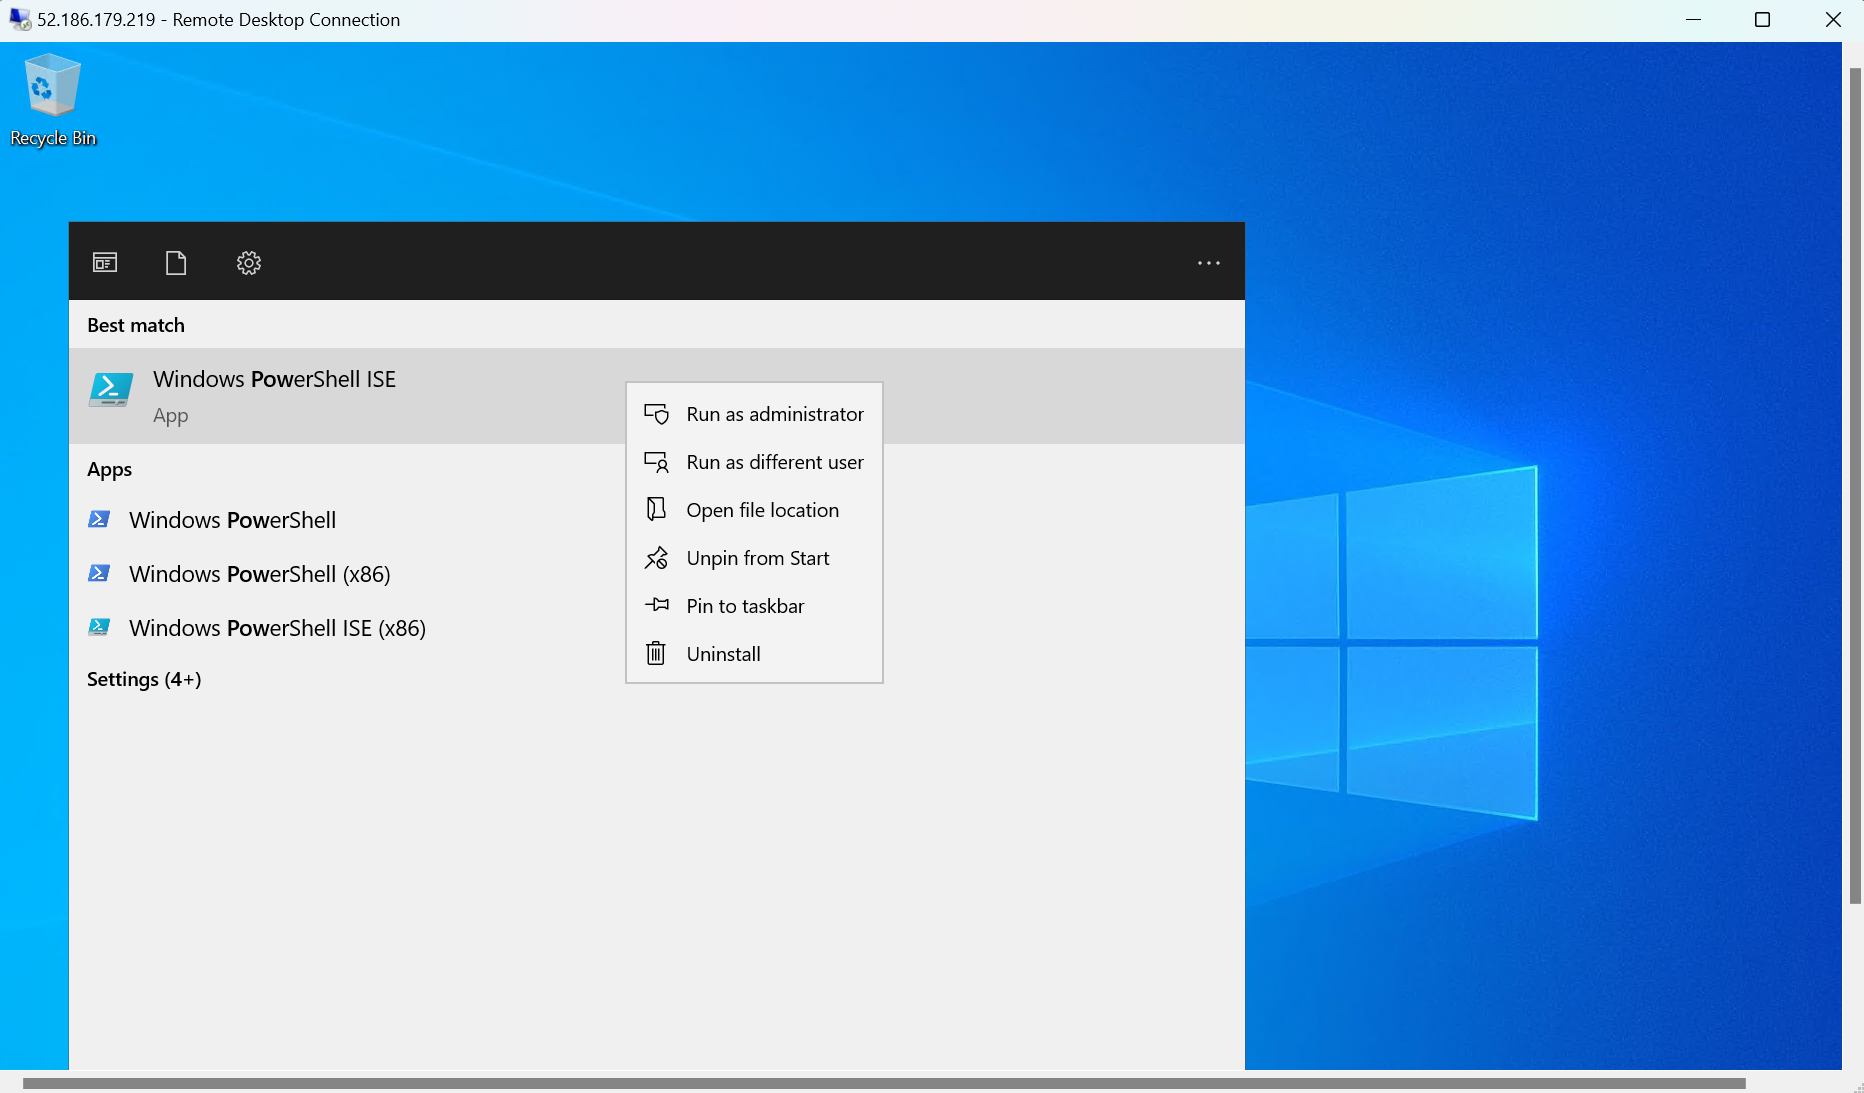 52.186.179.219 - Remote Desktop Connection
Recycle Bin
Best match
Windows PowerShell ISE
App
Apps
Windows PowerShell
Windows PowerShell (x86)
Windows PowerShell ISE (x86)
Settings (4+)
Run as administrator
Run as different user
Open file location
Unpin from Start
Pin to taskbar
Uninstall